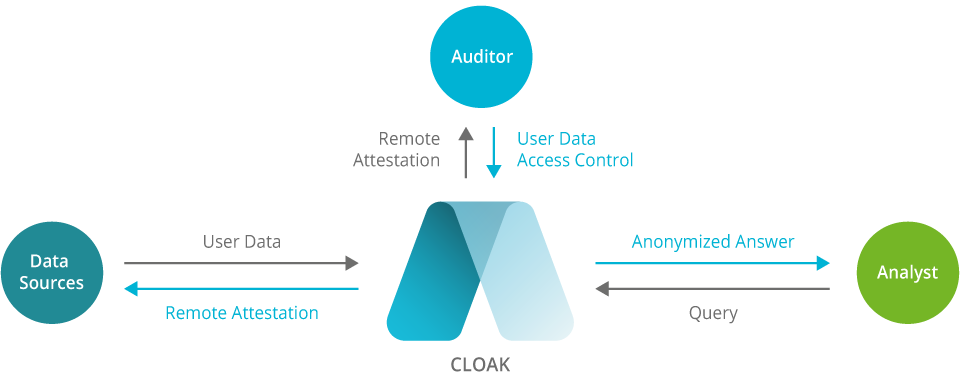 Auditor
Remote
Attestation
User Data
Access Control
Data
Sources
User Data
Remote Attestation
Anonymized Answer
Query
Analyst
CLOAK